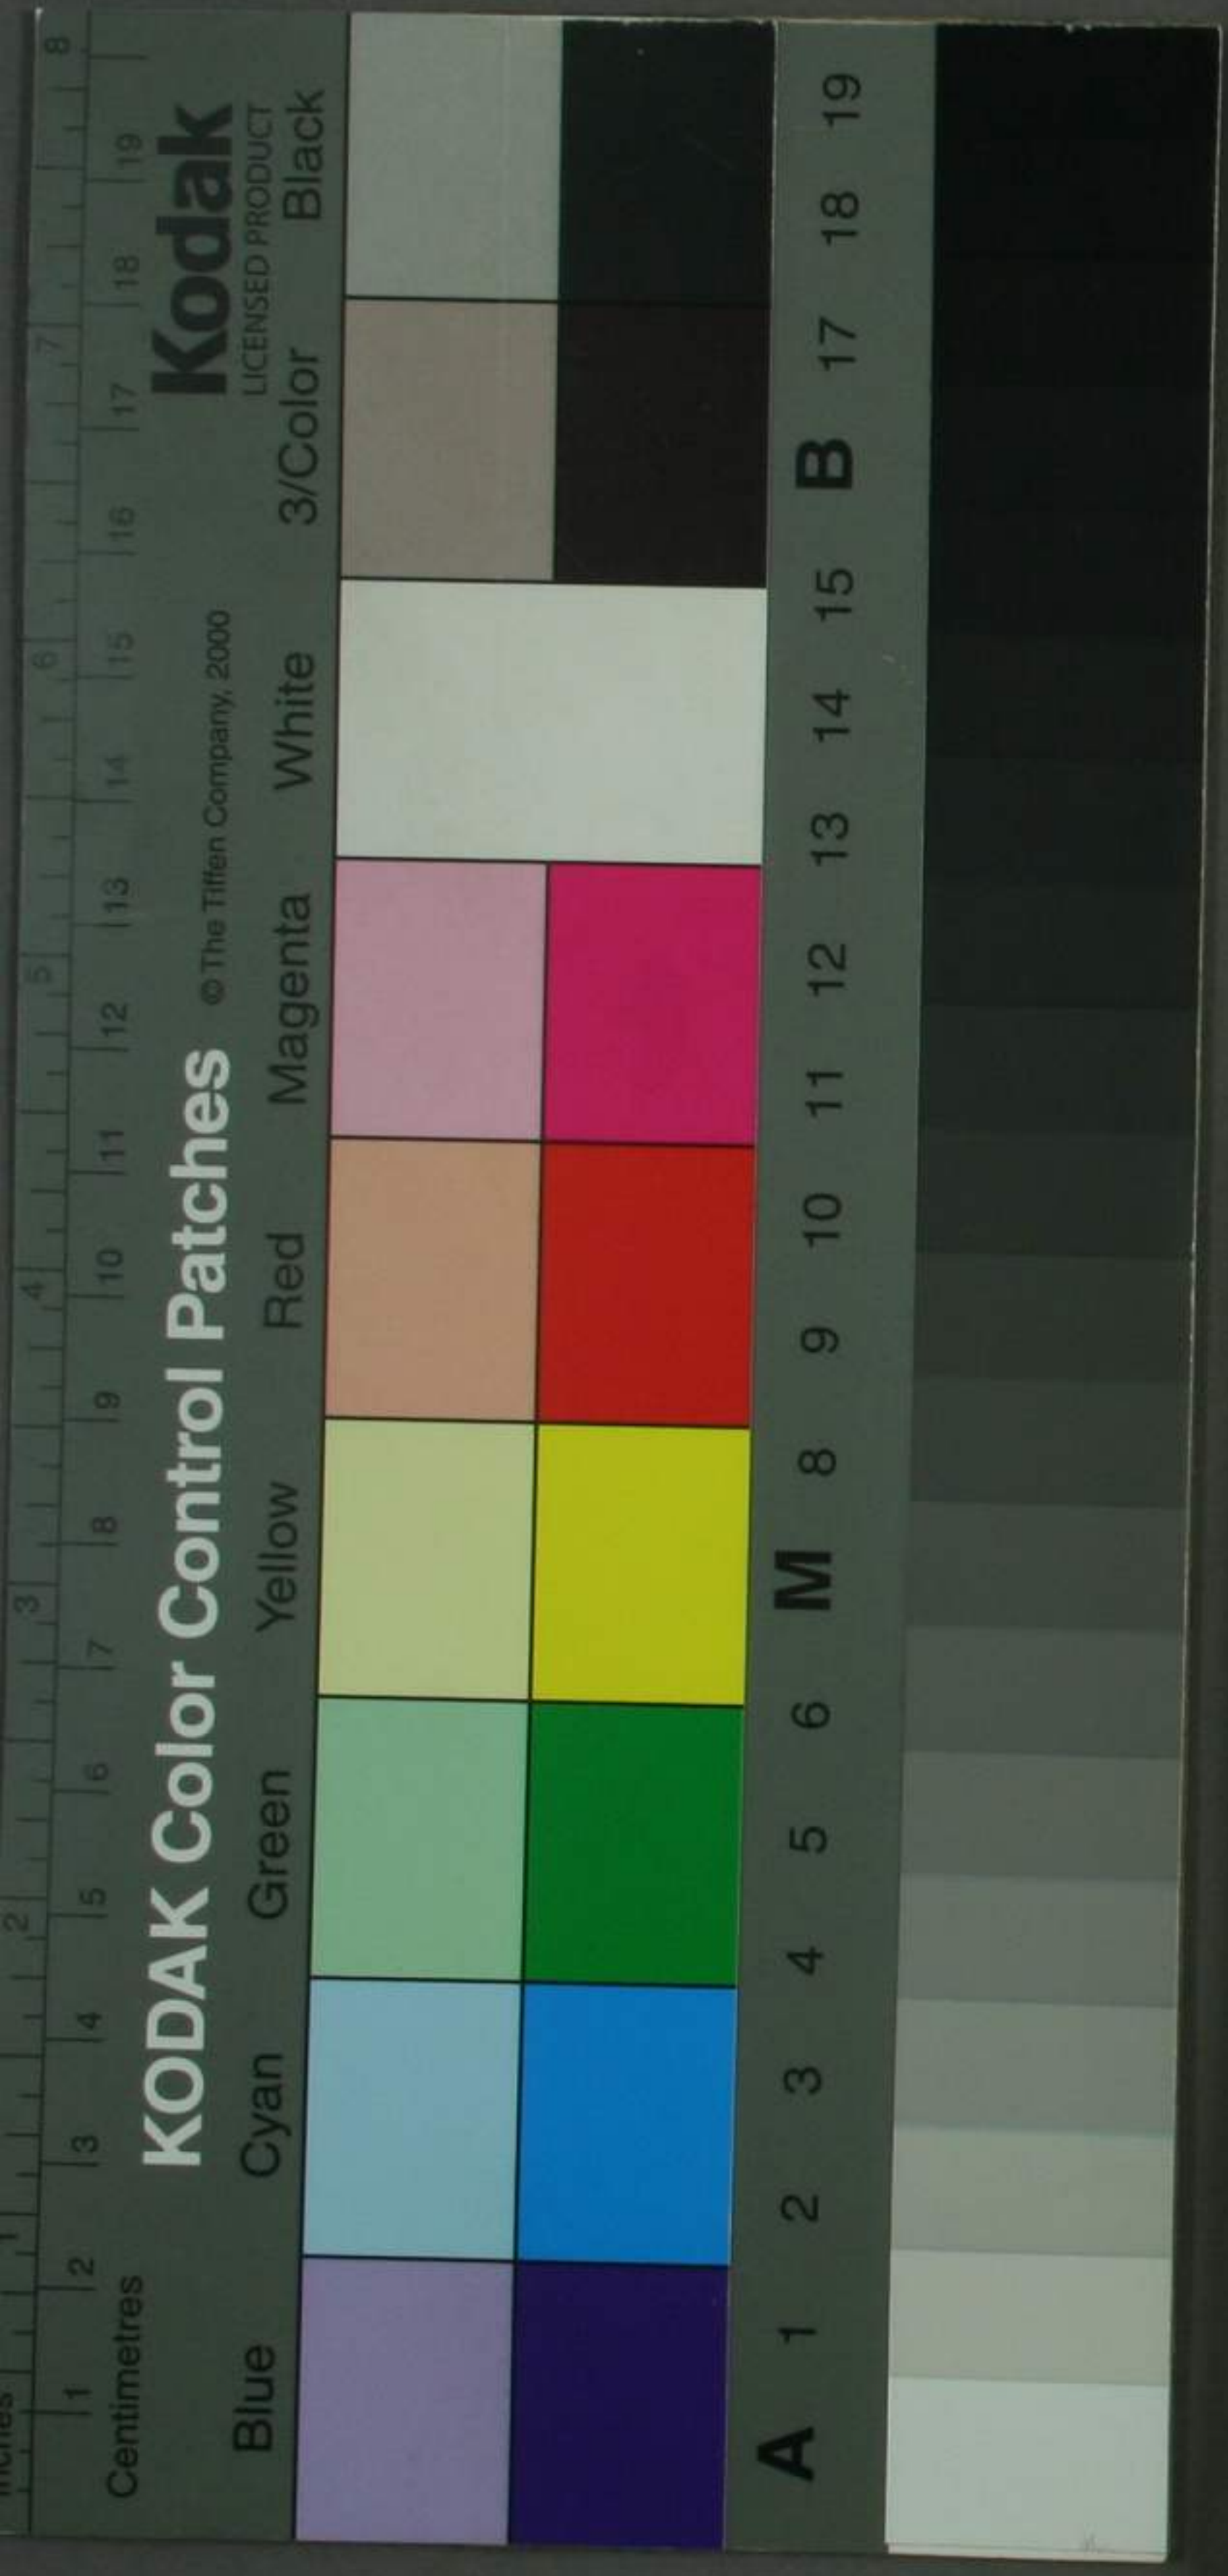 Inches 1 2 3 4 5 6 7 8
Centimetres 1 2 3 4 5 6 7 8 9 10 11 12 13 14 15 16 17 18 19
KODAK Color Control Patches © The Tiffen Company, 2000 Kodak
LICENSED PRODUCT
Blue Cyan Green Yellow Red Magenta White 3/Color Black
A 1 2 3 4 5 6 M 8 9 10 11 12 13 14 15 B 17 18 19